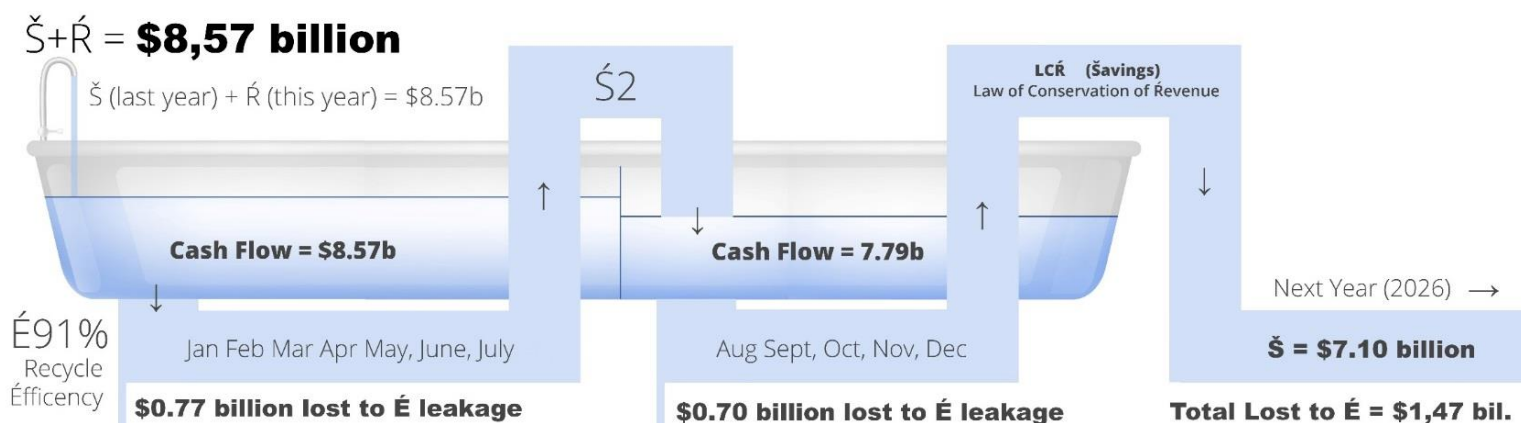 Š+Ŕ = $8,57 billion
Š (last year) + Ŕ (this year) = $8.57b
Ś2
LCŔ (Šavings)
Law of Conservation of Ŕevenue
↑
↓
↑
↓
Cash Flow = $8.57b
Cash Flow = 7.79b
↓
Next Year (2026) →
É91%
Recycle
Éfficency
Jan Feb Mar Apr May, June, July
Aug Sept, Oct, Nov, Dec
Š = $7.10 billion
$0.77 billion lost to É leakage
$0.70 billion lost to É leakage
Total Lost to É = $1,47 bil.